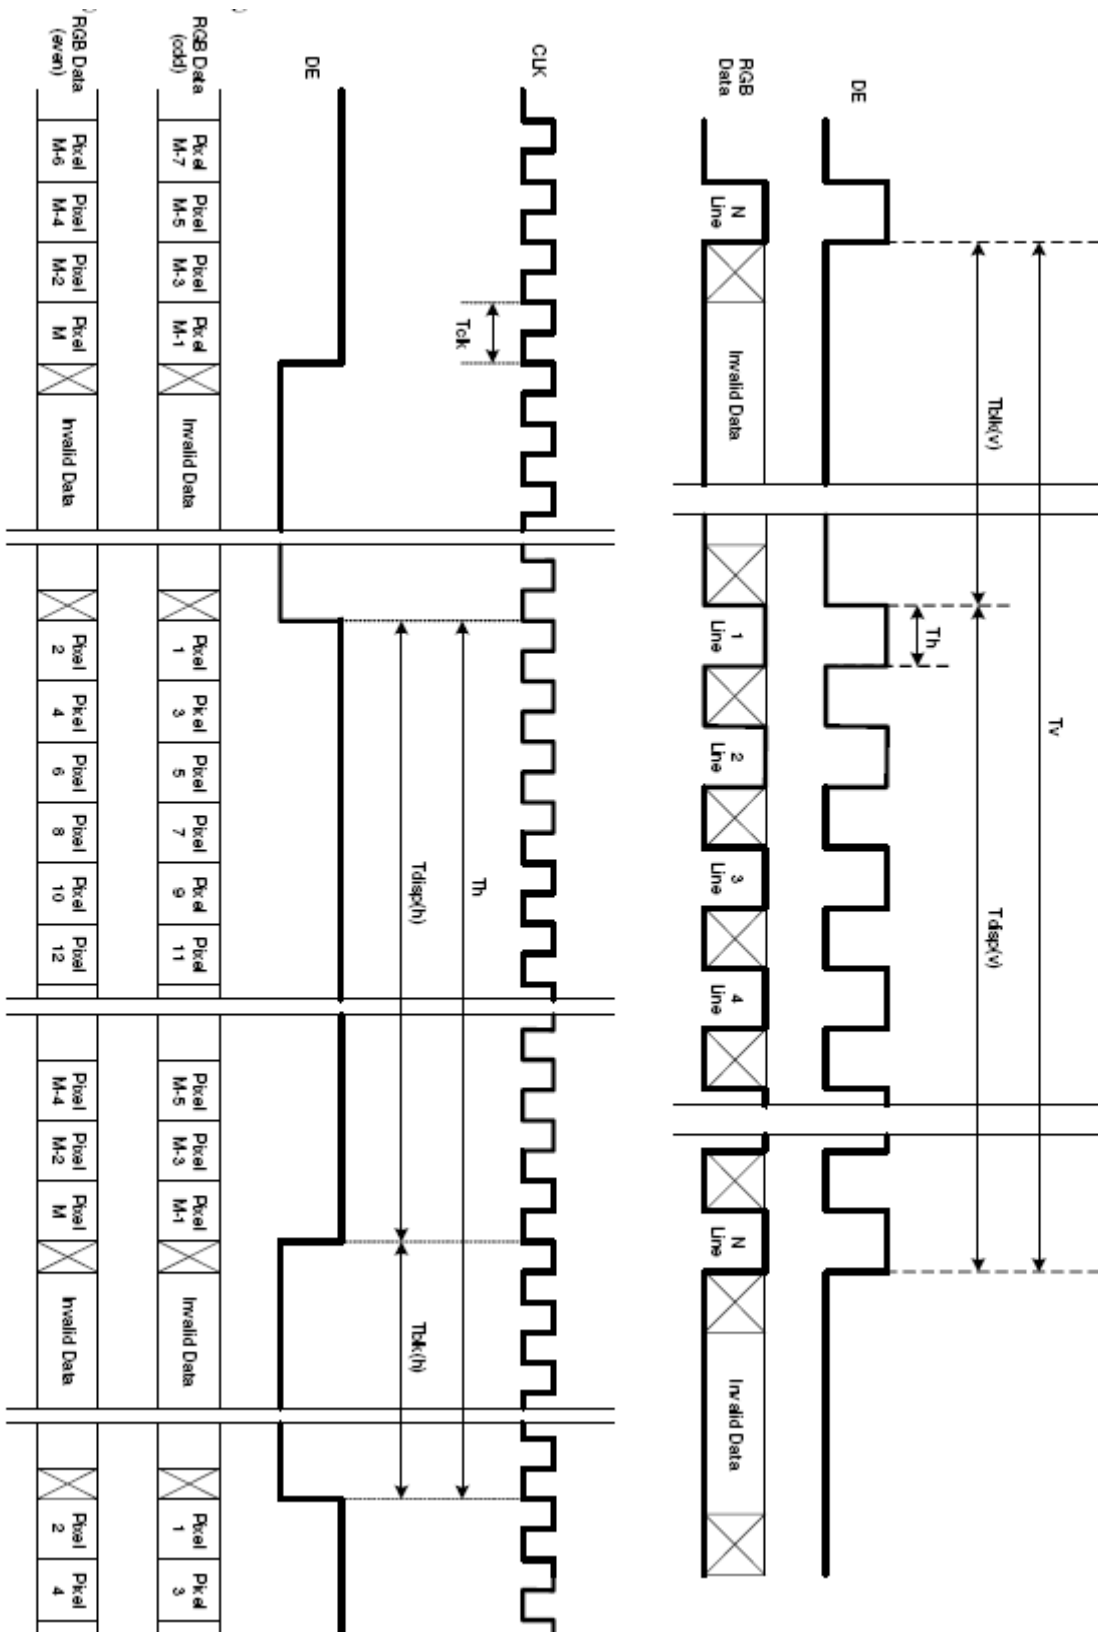 DE
RGB
Data
N
Line
Invalid Data
1
Line
2
Line
3
Line
4
Line
N
Line
Invalid Data
Th
Tblk(v)
Tdisp(v)
Tv
CLK
Tclk
Th
Tdisp(h)
Tblk(h)
DE
RGB Data
(odd)
Pixel
M-7
Pixel
M-5
Pixel
M-3
Pixel
M-1
Invalid Data
Pixel
1
Pixel
3
Pixel
5
Pixel
7
Pixel
9
Pixel
11
Pixel
M-5
Pixel
M-3
Pixel
M-1
Invalid Data
Pixel
1
Pixel
3
RGB Data
(even)
Pixel
M-6
Pixel
M-4
Pixel
M-2
Pixel
M
Invalid Data
Pixel
2
Pixel
4
Pixel
6
Pixel
8
Pixel
10
Pixel
12
Pixel
M-4
Pixel
M-2
Pixel
M
Invalid Data
Pixel
2
Pixel
4